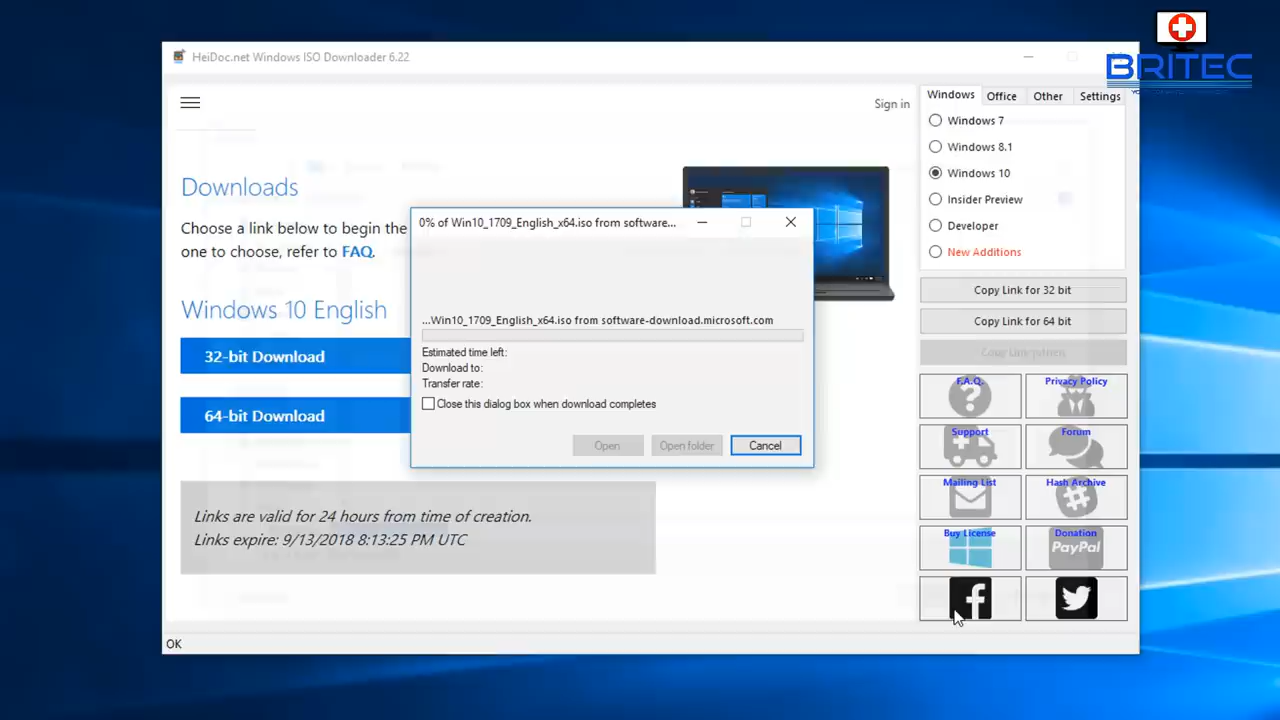 BRITEC
HeiDoc.net Windows ISO Downloader 6.22
Sign in
Windows
Office
Other
Settings
Windows 7
Windows 8.1
Windows 10
Insider Preview
Developer
New Additions
Downloads
Choose a link below to begin the
one to choose, refer to FAQ.
Windows 10 English
32-bit Download
64-bit Download
0% of Win10_1709_English_x64.iso from software...
...Win10_1709_English_x64.iso from software-download.microsoft.com
Estimated time left:
Download to:
Transfer rate:
Close this dialog box when download completes
Open
Open folder
Cancel
Copy Link for 32 bit
Copy Link for 64 bit
F.A.Q.
Privacy Policy
Support
Forum
Mailing List
Hash Archive
Buy License
Donation
PayPal
Links are valid for 24 hours from time of creation.
Links expire: 9/13/2018 8:13:25 PM UTC
OK